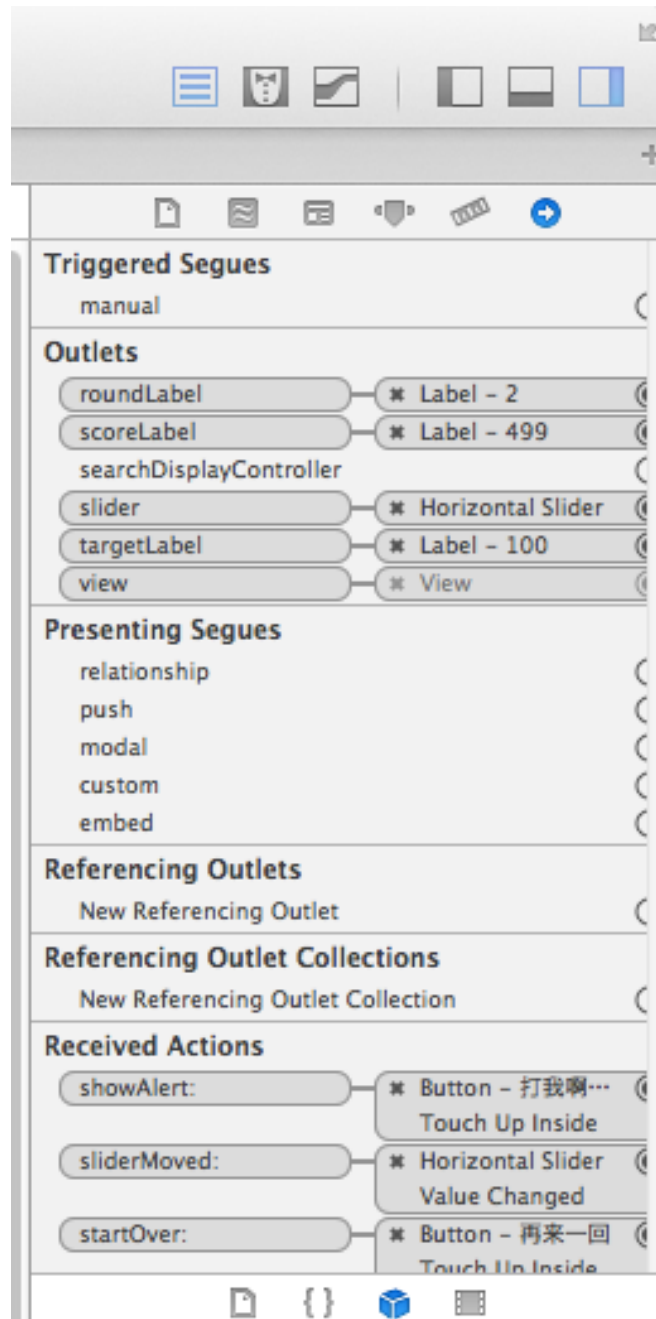 Triggered Segues
manual
Outlets
roundLabel ✖ Label – 2
scoreLabel ✖ Label – 499
searchDisplayController
slider ✖ Horizontal Slider
targetLabel ✖ Label – 100
view ✖ View
Presenting Segues
relationship
push
modal
custom
embed
Referencing Outlets
New Referencing Outlet
Referencing Outlet Collections
New Referencing Outlet Collection
Received Actions
showAlert: ✖ Button – 打我啊…
Touch Up Inside
sliderMoved: ✖ Horizontal Slider
Value Changed
startOver: ✖ Button – 再来一回
Touch Up Inside